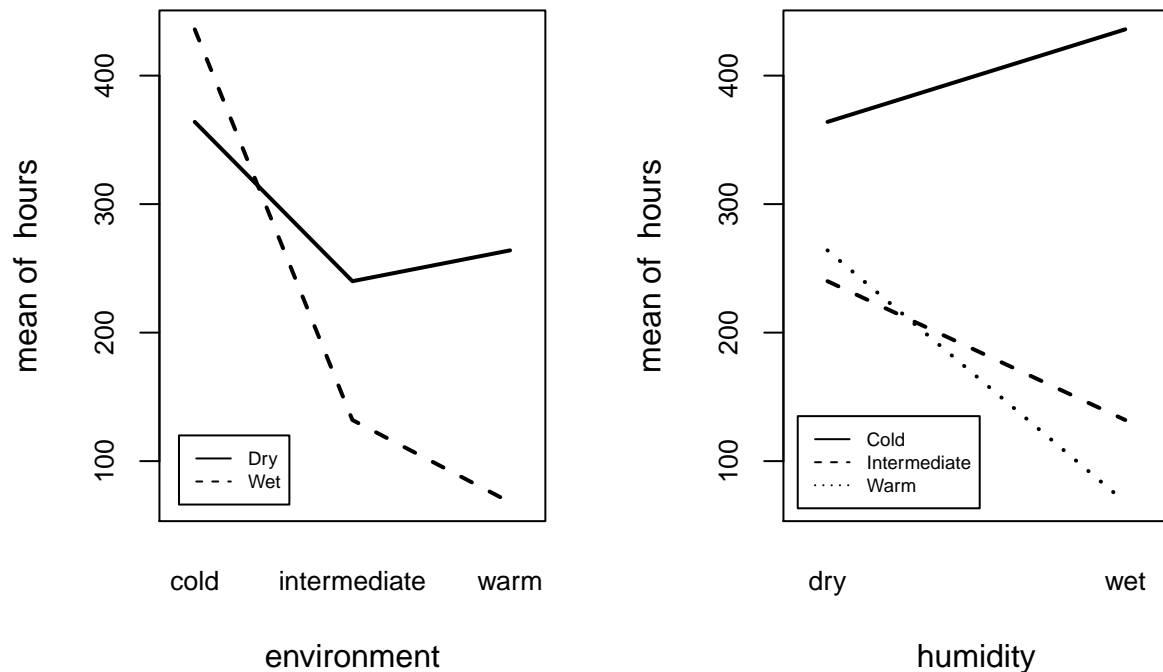 mean of  hours
400
300
200
100
Dry
Wet
cold
intermediate
warm
environment
mean of  hours
400
300
200
100
Cold
Intermediate
Warm
dry
wet
humidity